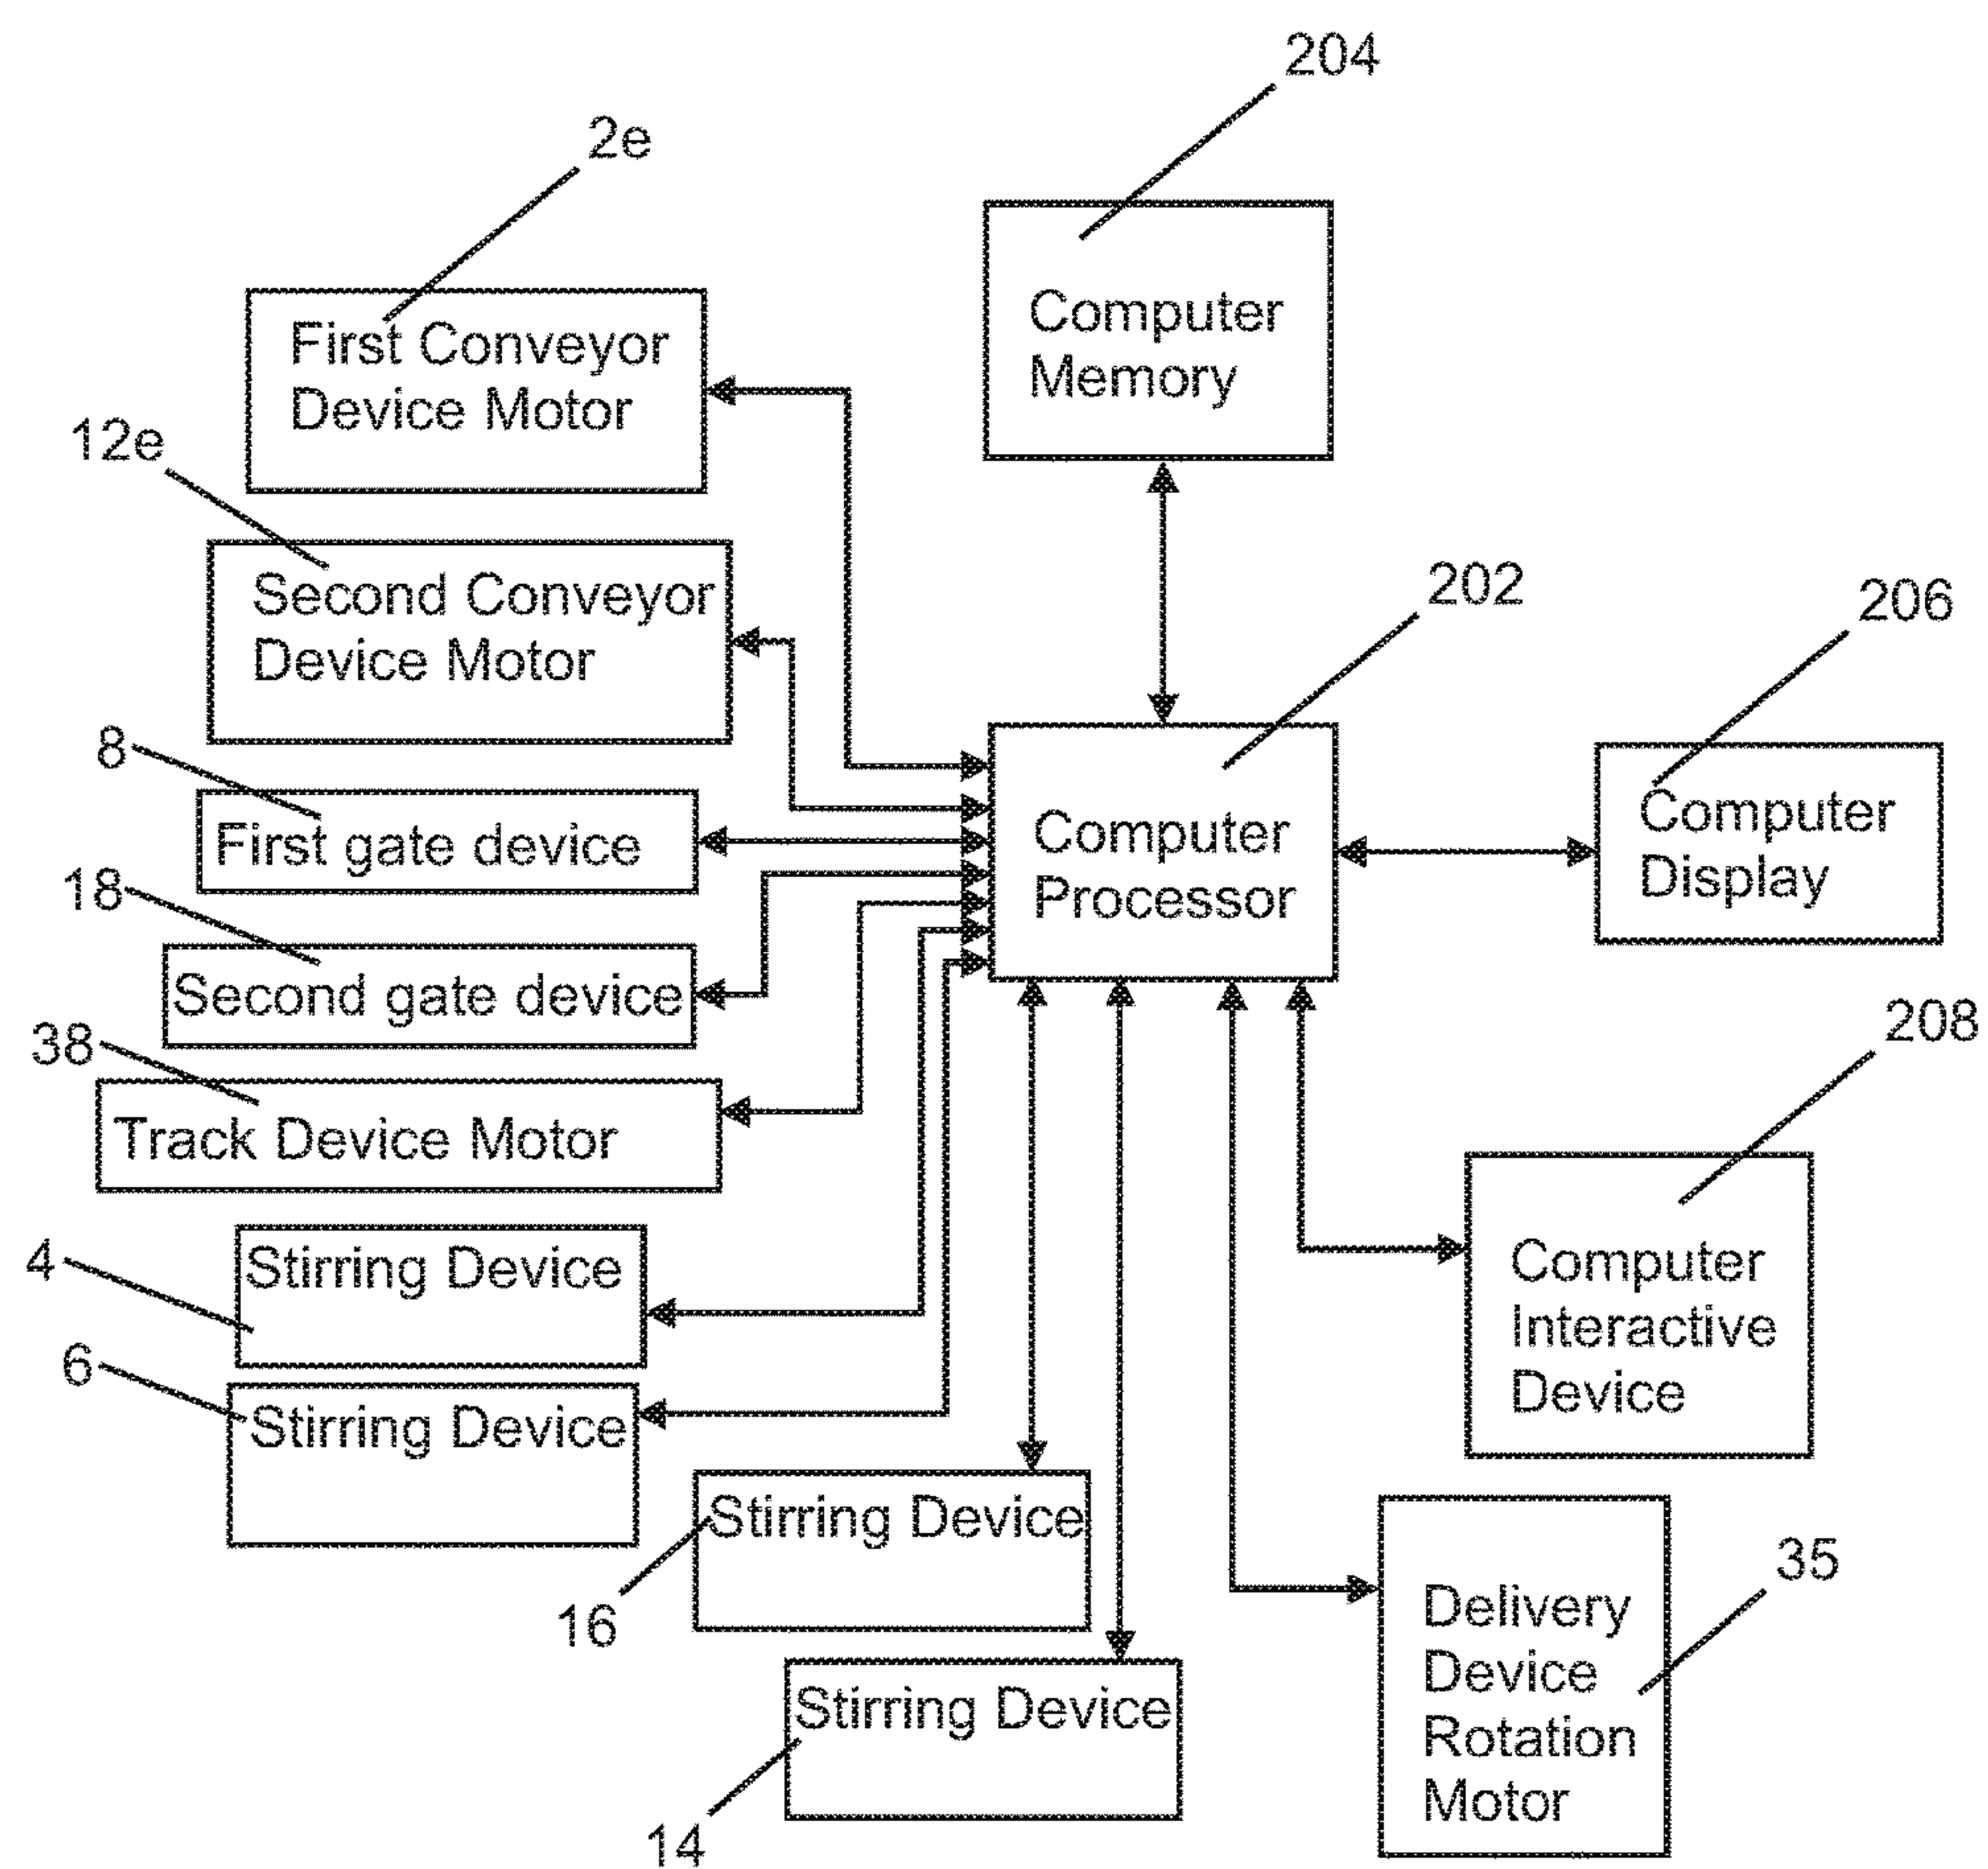 204
2e
Computer
Memory
First Conveyor
Device Motor
12e
Second Conveyor
Device Motor
202
206
8
First gate device
Computer
Processor
Computer
Display
18
Second gate device
38
Track Device Motor
208
Computer
Interactive
Device
4
Stirring Device
6
Stirring Device
16
Stirring Device
35
Delivery
Device
Rotation
Motor
14
Stirring Device